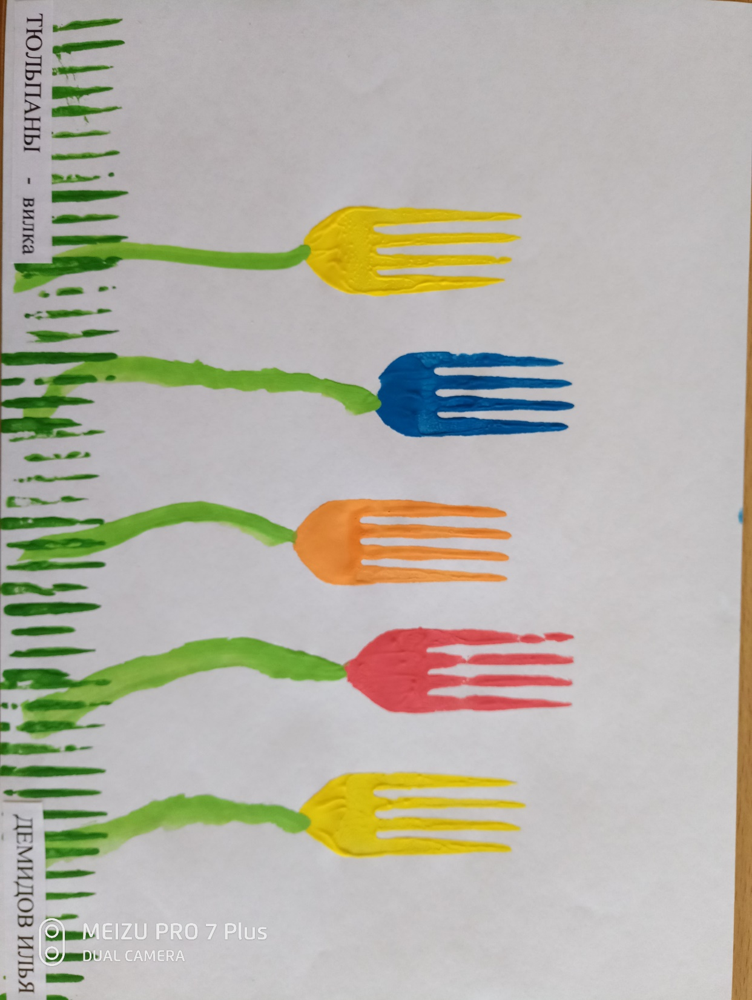 ТЮЛЬПАНЫ - вилка
ДЕМИДОВ ИЛЬЯ
MEIZU PRO 7 Plus
DUAL CAMERA